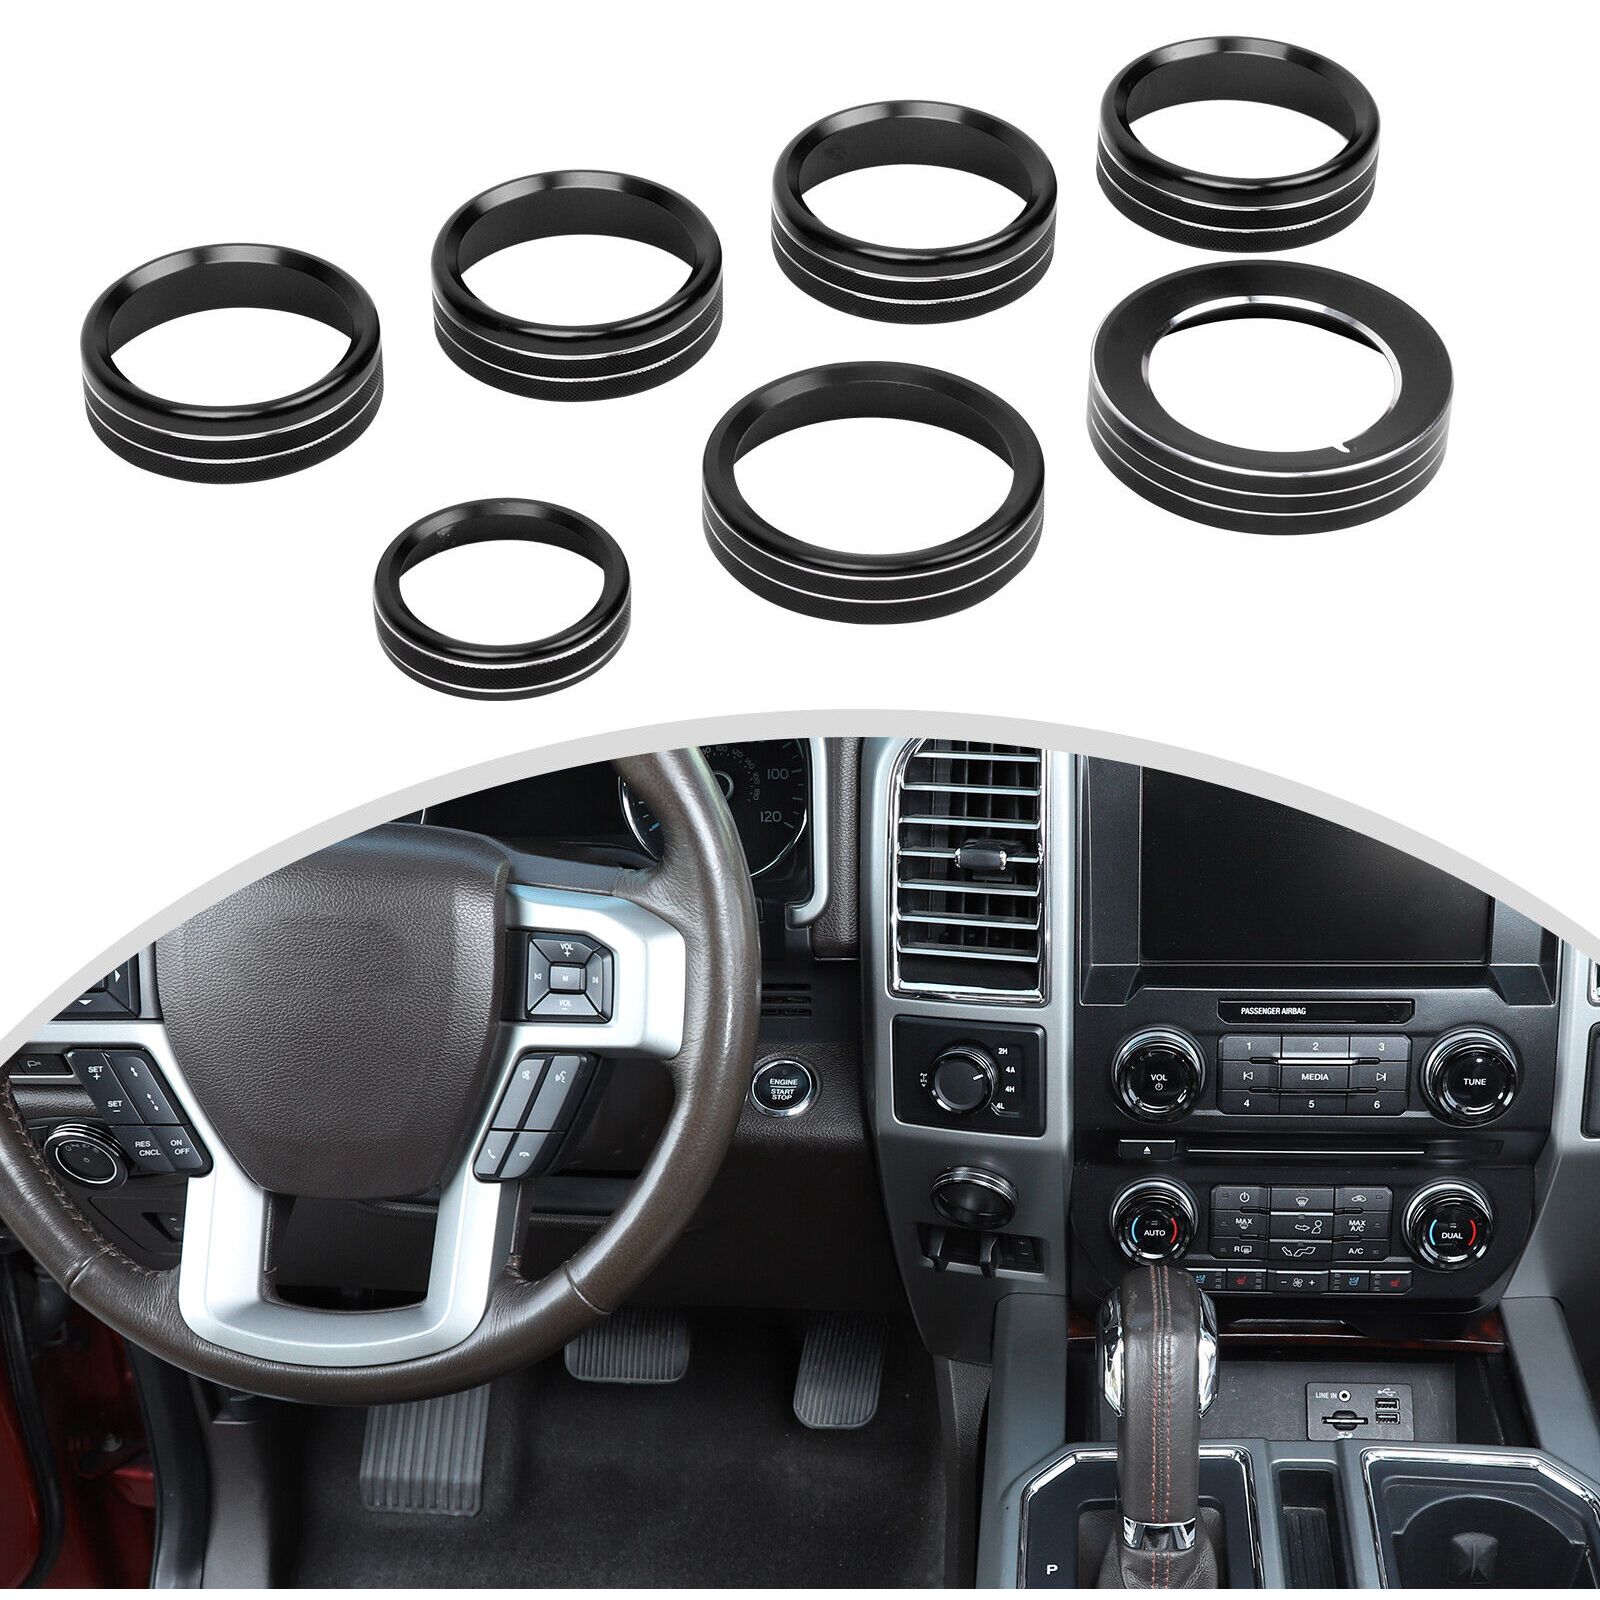 100
120
VOL
+
M
VOL
-
SET
+
SET
-
RES
CNCL
ON
OFF
ENGINE
START
STOP
2H
4A
4H
4L
PASSENGER AIRBAG
VOL
1 2 3
MEDIA
4 5 6
TUNE
AUTO
MAX
R
MAX
A/C
A/C
DUAL
- +
LINE IN
P